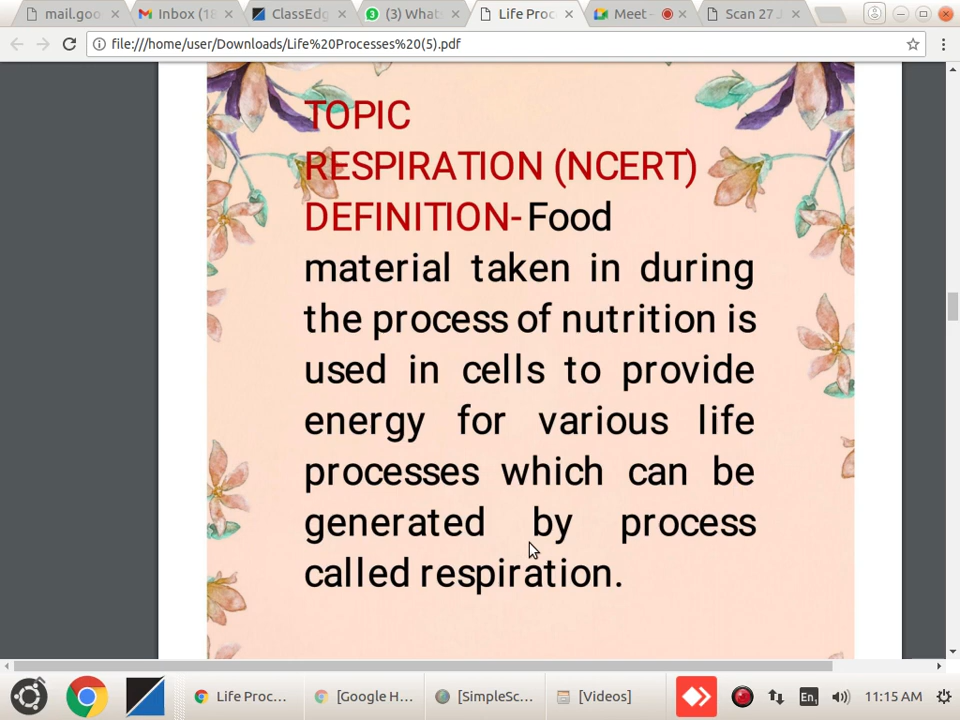 mail.goo
Inbox (18
ClassEdg
(3) What
Life Proc
Meet -
Scan 27 J
file:///home/user/Downloads/Life%20Processes%20(5).pdf
TOPIC
RESPIRATION (NCERT)
DEFINITION- Food
material taken in during
the process of nutrition is
used in cells to provide
energy for various life
processes which can be
generated by process
called respiration.
Life Proc...
[Google H...
[SimpleSc...
[Videos]
En
11:15 AM